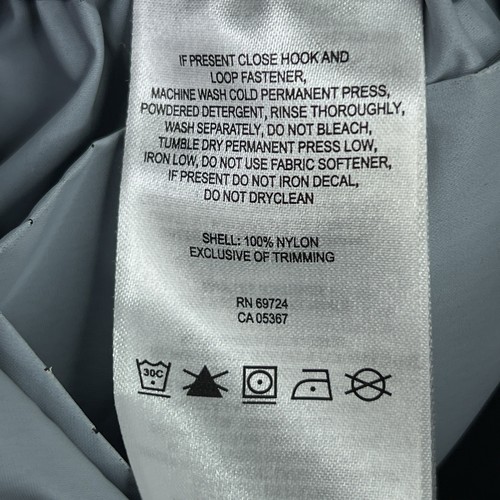 IF PRESENT CLOSE HOOK AND
LOOP FASTENER,
MACHINE WASH COLD PERMANENT PRESS,
POWDERED DETERGENT, RINSE THOROUGHLY,
WASH SEPARATELY, DO NOT BLEACH,
TUMBLE DRY PERMANENT PRESS LOW,
IRON LOW, DO NOT USE FABRIC SOFTENER,
IF PRESENT DO NOT IRON DECAL,
DO NOT DRYCLEAN
SHELL: 100% NYLON
EXCLUSIVE OF TRIMMING
RN 69724
CA 05367
30C